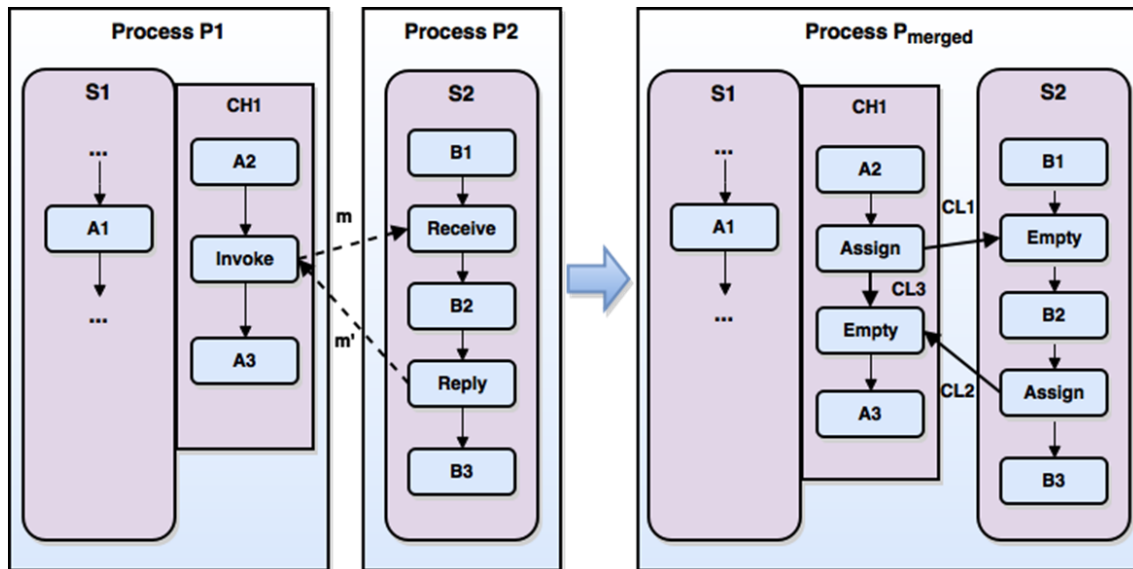 Process P1
S1
...
A1
...
CH1
A2
Invoke
A3
m
m'
Process P2
S2
B1
Receive
B2
Reply
B3
Process Pmerged
S1
...
A1
...
CH1
A2
Assign
CL3
Empty
A3
CL1
CL2
S2
B1
Empty
B2
Assign
B3